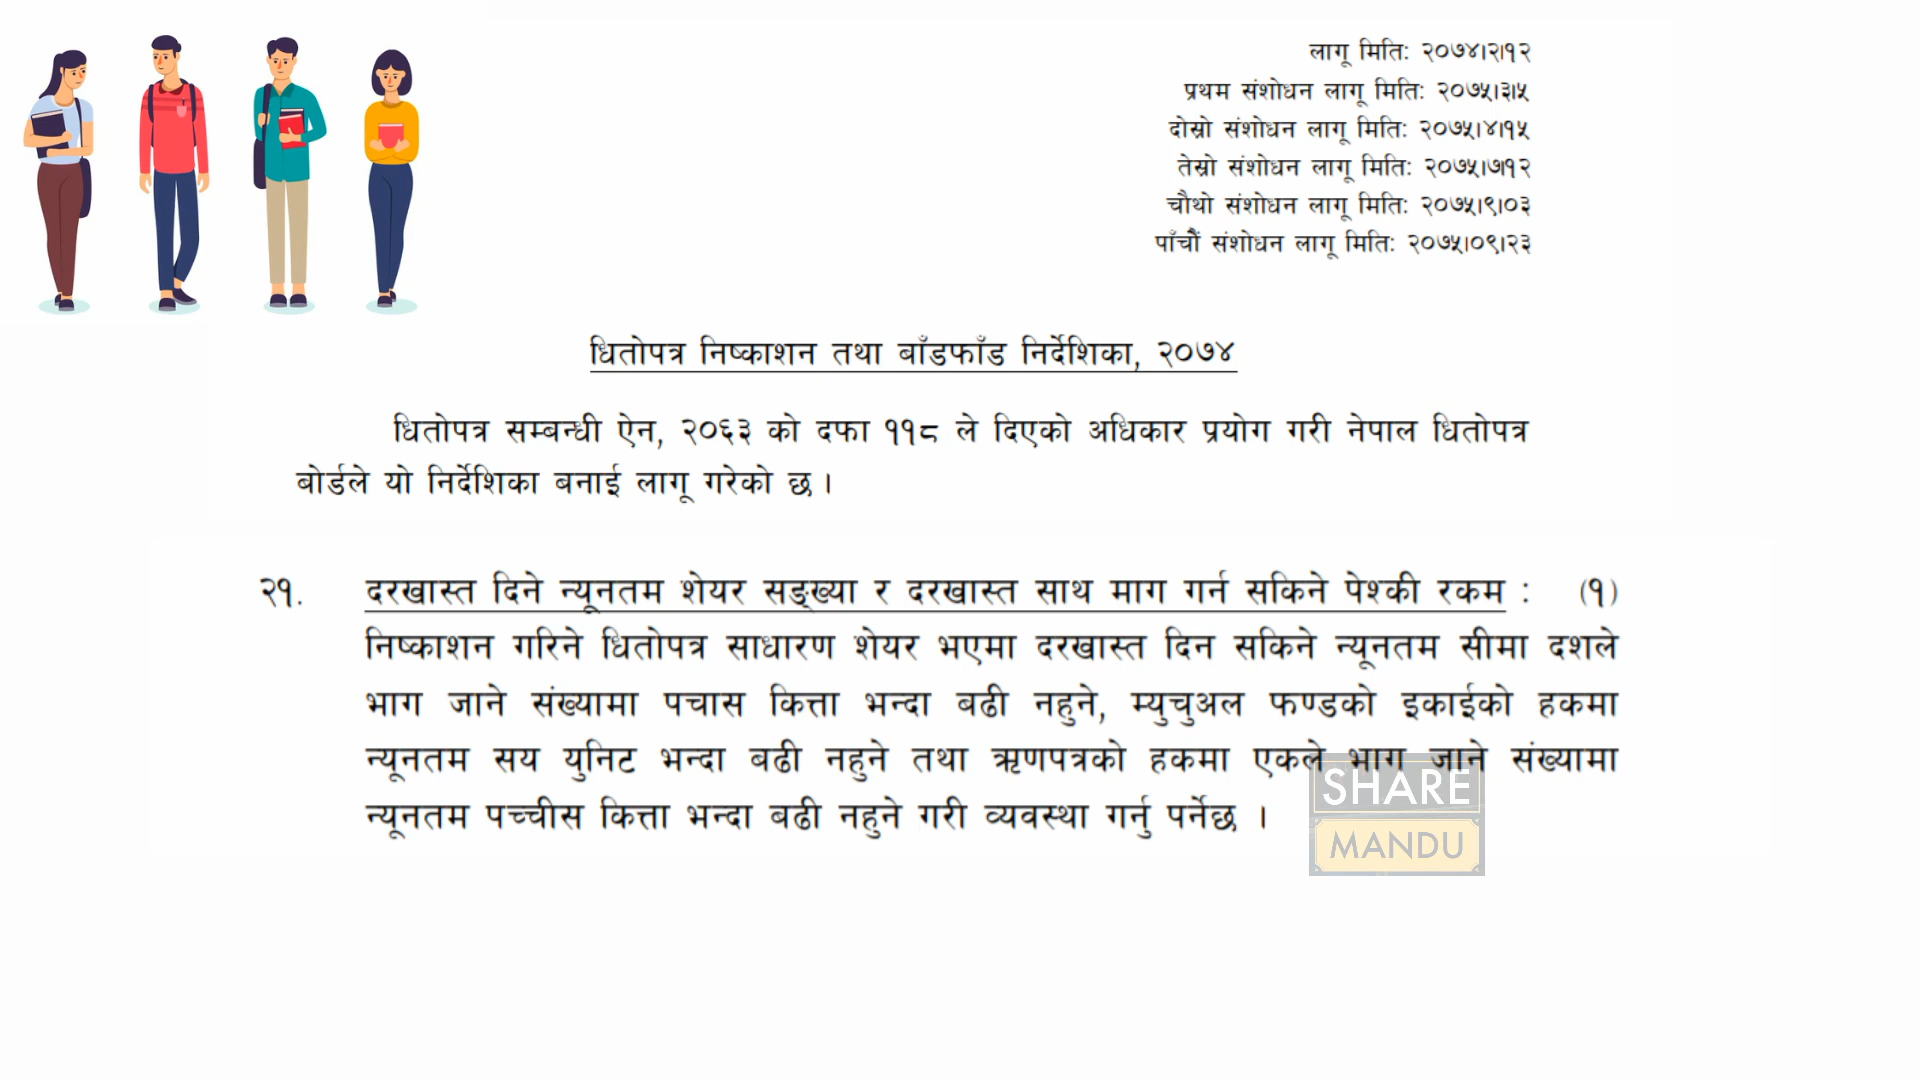 लागू मिति: २०७४।२।१२
प्रथम संशोधन लागू मिति: २०७५।३।५
दोस्रो संशोधन लागू मिति: २०७५।४।१५
तेस्रो संशोधन लागू मिति: २०७५।७।१२
चौथो संशोधन लागू मिति: २०७५।९।०३
पाँचौं संशोधन लागू मिति: २०७५।०९।२३
धितोपत्र निष्काशन तथा बाँडफाँड निर्देशिका, २०७४
धितोपत्र सम्बन्धी ऐन, २०६३ को दफा ११८ ले दिएको अधिकार प्रयोग गरी नेपाल धितोपत्र
बोर्डले यो निर्देशिका बनाई लागू गरेको छ ।
२१. दरखास्त दिने न्यूनतम शेयर सङ्ख्या र दरखास्त साथ माग गर्न सकिने पेश्की रकम : (१)
निष्काशन गरिने धितोपत्र साधारण शेयर भएमा दरखास्त दिन सकिने न्यूनतम सीमा दशले
भाग जाने संख्यामा पचास कित्ता भन्दा बढी नहुने, म्युचुअल फण्डको इकाईको हकमा
न्यूनतम सय युनिट भन्दा बढी नहुने तथा ऋणपत्रको हकमा एकले भाग जाने संख्यामा
न्यूनतम पच्चीस कित्ता भन्दा बढी नहुने गरी व्यवस्था गर्नु पर्नेछ ।
SHARE
MANDU